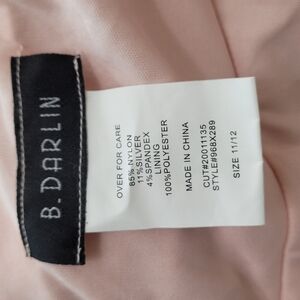 B. DARLIN
OVER FOR CARE
85% NYLON
11%SILVER
4%SPANDEX
LINING
100%POLYESTER
MADE IN CHINA
CUT#20011135
STYLE#968X289
SIZE 11/12